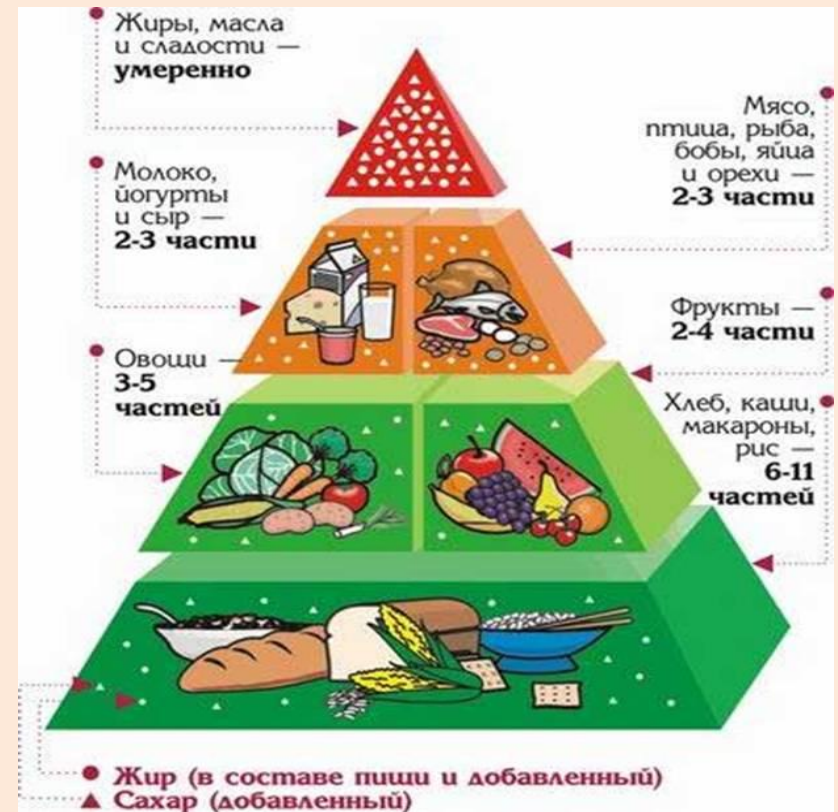 Жиры, масла
и сладости —
умеренно
Мясо,
птица, рыба,
бобы, яйца
и орехи —
2-3 части
Молоко,
йогурты
и сыр —
2-3 части
Фрукты —
2-4 части
Овощи —
3-5
частей
Хлеб, каши,
макароны,
рис —
6-11
частей
Жир (в составе пищи и добавленный)
Сахар (добавленный)